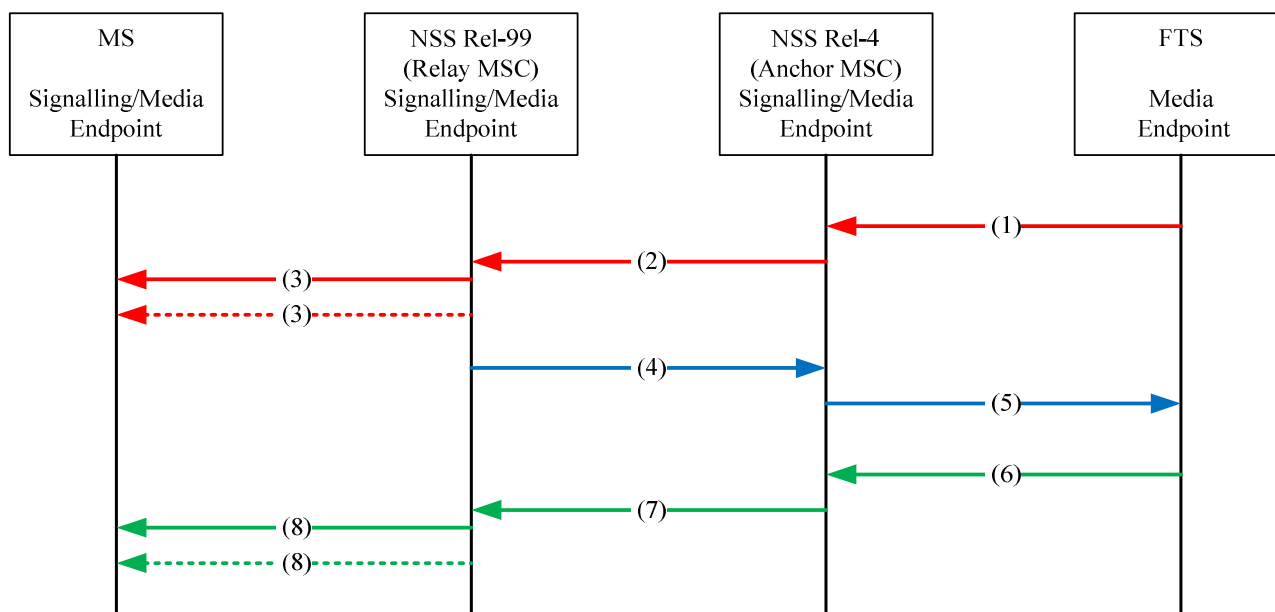 MS
Signalling/Media
Endpoint
NSS Rel-99
(Relay MSC)
Signalling/Media
Endpoint
NSS Rel-4
(Anchor MSC)
Signalling/Media
Endpoint
FTS
Media
Endpoint
(1)
(2)
(3)
(3)
(4)
(5)
(6)
(7)
(8)
(8)